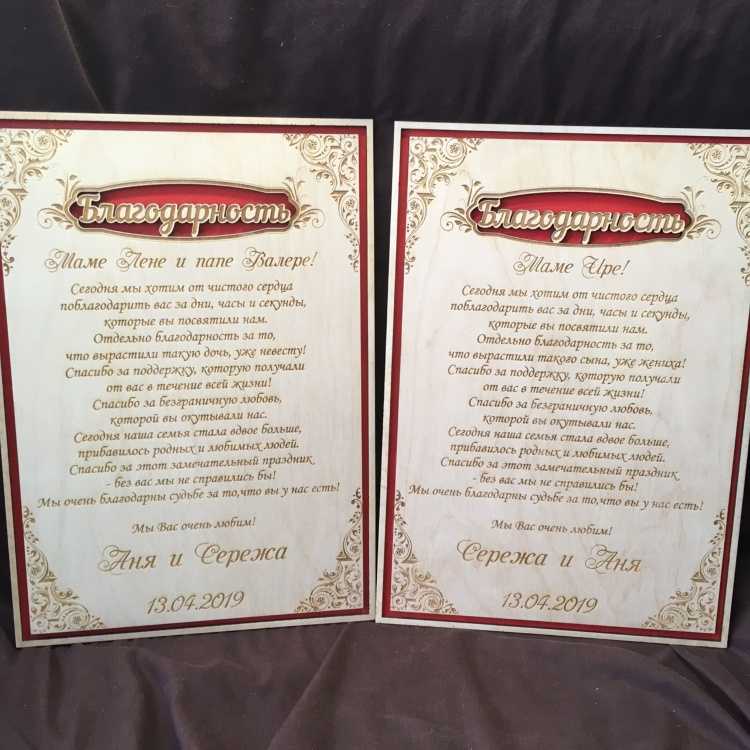 Благодарность
Маме Лене и папе Валере!
Сегодня мы хотим от чистого сердца
поблагодарить вас за дни, часы и секунды,
которые вы посвятили нам.
Отдельно благодарность за то,
что вырастили такую дочь, уже невесту!
Спасибо за поддержку, которую получали
от вас в течение всей жизни!
Спасибо за безграничную любовь,
которой вы окутывали нас.
Сегодня наша семья стала вдвое больше,
прибавилось родных и любимых людей.
Спасибо за этот замечательный праздник
- без вас мы не справились бы!
Мы очень благодарны судьбе за то,что вы у нас есть!
Мы Вас очень любим!
Аня и Сережа
13.04.2019
Благодарность
Маме Ире!
Сегодня мы хотим от чистого сердца
поблагодарить вас за дни, часы и секунды,
которые вы посвятили нам.
Отдельно благодарность за то,
что вырастили такого сына, уже жениха!
Спасибо за поддержку, которую получали
от вас в течение всей жизни!
Спасибо за безграничную любовь,
которой вы окутывали нас.
Сегодня наша семья стала вдвое больше,
прибавилось родных и любимых людей.
Спасибо за этот замечательный праздник
- без вас мы не справились бы!
Мы очень благодарны судьбе за то,что вы у нас есть!
Мы Вас очень любим!
Сережа и Аня
13.04.2019